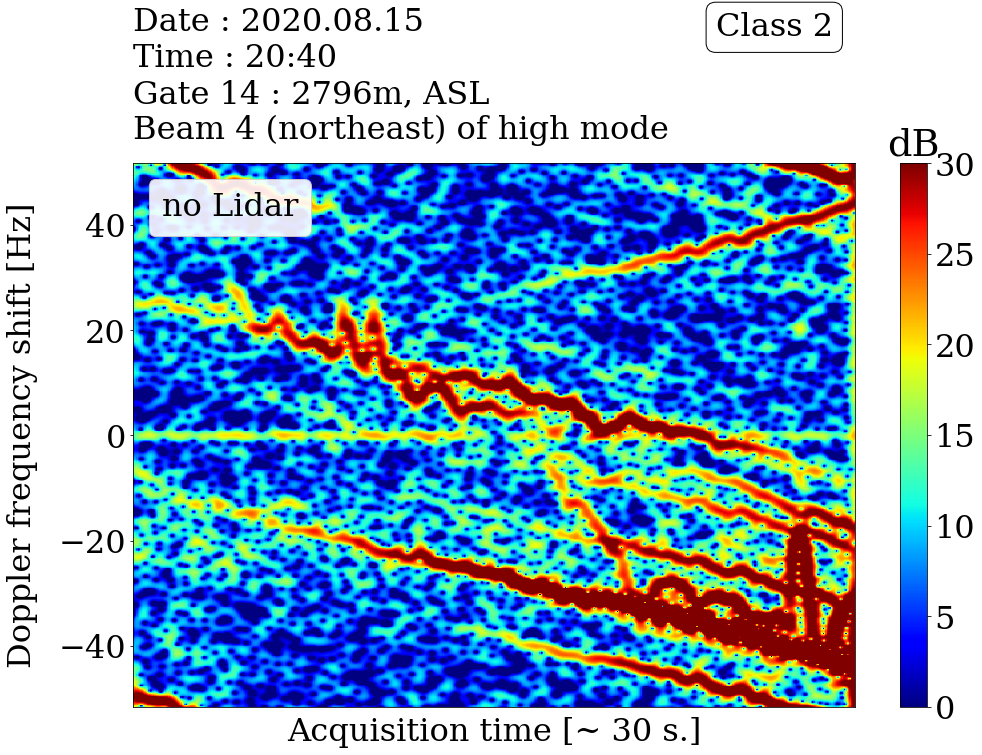 Date : 2020.08.15
Time : 20:40
Gate 14 : 2796m, ASL
Beam 4 (northeast) of high mode
Class 2
dB
no Lidar
Doppler frequency shift [Hz]
40
20
0
−20
−40
30
25
20
15
10
5
0
Acquisition time [~ 30 s.]